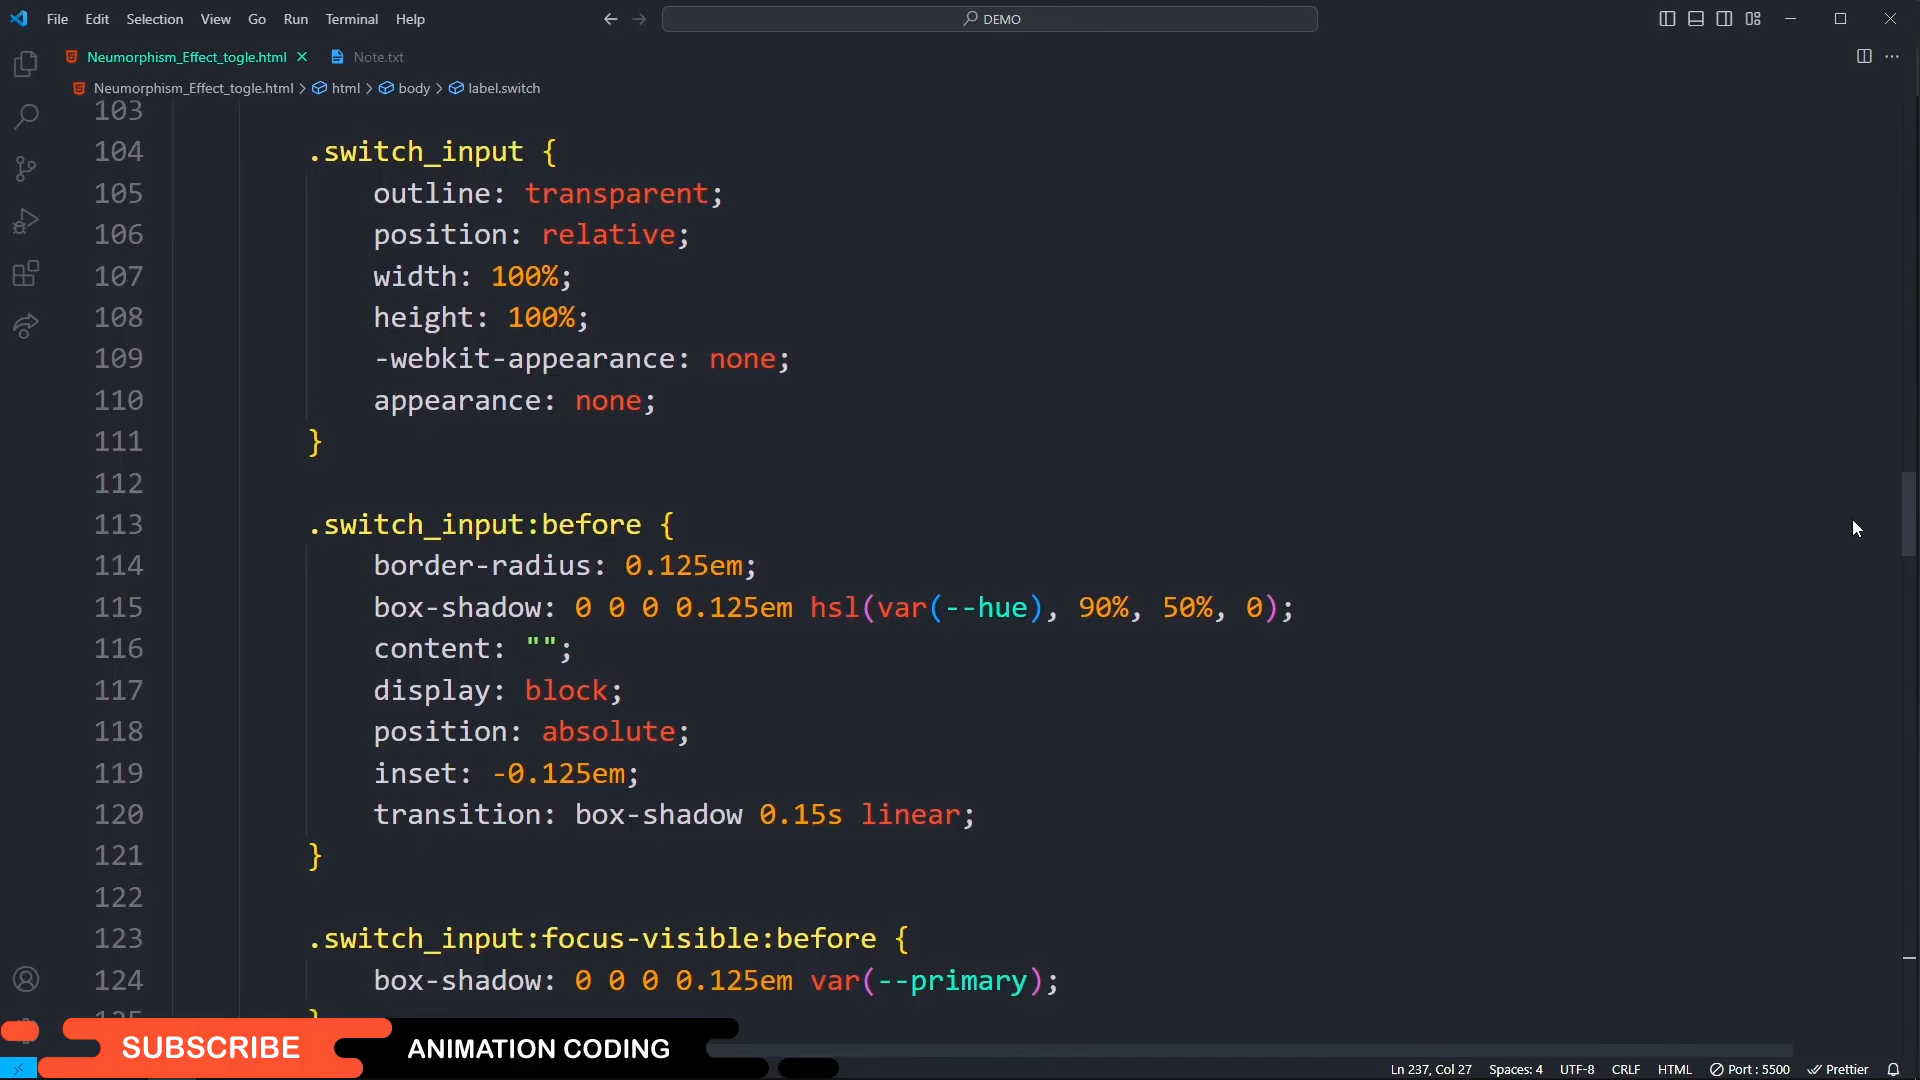 File Edit Selection View Go Run Terminal Help
DEMO
Neumorphism_Effect_togle.html
Note.txt
Neumorphism_Effect_togle.html > html > body > label.switch
103
104 .switch_input {
105 outline: transparent;
106 position: relative;
107 width: 100%;
108 height: 100%;
109 -webkit-appearance: none;
110 appearance: none;
111 }
112
113 .switch_input:before {
114 border-radius: 0.125em;
115 box-shadow: 0 0 0 0.125em hsl(var(--hue), 90%, 50%, 0);
116 content: "";
117 display: block;
118 position: absolute;
119 inset: -0.125em;
120 transition: box-shadow 0.15s linear;
121 }
122
123 .switch_input:focus-visible:before {
124 box-shadow: 0 0 0 0.125em var(--primary);
125 }
SUBSCRIBE
ANIMATION CODING
Ln 237, Col 27 Spaces: 4 UTF-8 CRLF HTML Port : 5500 Prettier